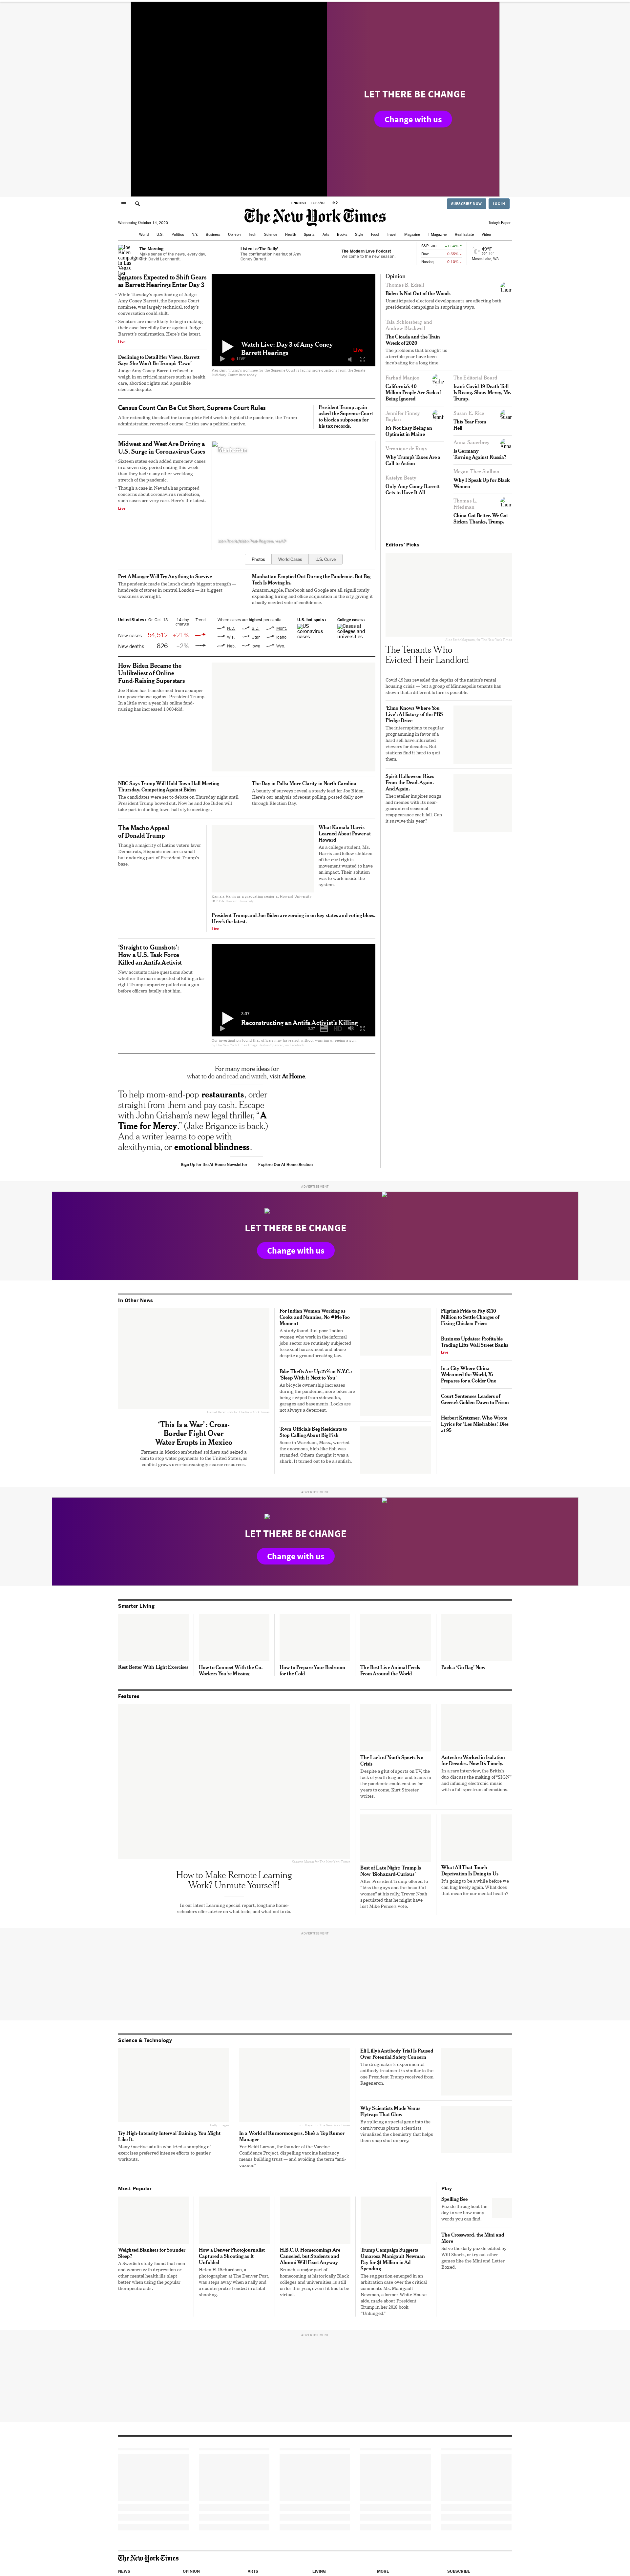 LET THERE BE CHANGE
Change with us
ENGLISH ESPAÑOL 中文
SUBSCRIBE NOW LOG IN
The New York Times
Wednesday, October 14, 2020
Today's Paper
World U.S. Politics N.Y. Business Opinion Tech Science Health Sports Arts Books Style Food Travel Magazine T Magazine Real Estate Video
The Morning
Make sense of the news, every day, with David Leonhardt.
Listen to 'The Daily'
The confirmation hearing of Amy Coney Barrett.
The Modern Love Podcast
Welcome to the new season.
S&P 500
Dow
Nasdaq
Senators Expected to Shift Gears
as Barrett Hearings Enter Day 3
While Tuesday's questioning of Judge
Amy Coney Barrett, the Supreme Court
nominee, was largely cordial, today's
conversation could shift.
Senators are more likely to begin making
their case forcefully for or against Judge
Barrett's confirmation. Here's the latest.
Live
Declining to Detail Her Views, Barrett
Says She Won't Be Trump's 'Pawn'
Judge Amy Coney Barrett refused to
weigh in on matters such as health care,
abortion rights and a possible
election dispute.
Watch Live: Day 3 of Amy Coney
Barrett Hearings
Live
Census Count Can Be Cut Short, Supreme Court Rules
After extending the deadline to complete field work in light of the pandemic, the Trump
administration reversed course. Critics saw a political motive.
President Trump again
asked the Supreme Court
to block a subpoena for
his tax records.
Midwest and West Are Driving a
U.S. Surge in Coronavirus Cases
Sixteen states each added more new cases
in a seven-day period ending this week
than they had in any other weeklong
stretch of the pandemic.
Though a case in Nevada has prompted
concerns about coronavirus reinfection,
such cases are very rare. Here's the latest.
Live
Photos World Cases U.S. Curve
Pret A Manger Will Try Anything to Survive
The pandemic made the lunch chain's biggest strength —
hundreds of stores in central London — its biggest
weakness overnight.
Manhattan Emptied Out During the Pandemic. But Big
Tech Is Moving In.
Amazon, Apple, Facebook and Google are all significantly
expanding hiring and office acquisitions in the city, giving it
a badly needed vote of confidence.
United States › On Oct. 13 14-day change Trend
New cases 54,512 +21%
New deaths 826 –2%
Where cases are highest per capita
N.D. S.D. Mont.
Wis. Utah Idaho
Neb. Iowa Wyo.
U.S. hot spots ›
US coronavirus cases
College cases ›
Cases at colleges and universities
How Biden Became the
Unlikeliest of Online
Fund-Raising Superstars
Joe Biden has transformed from a pauper
to a powerhouse against President Trump.
In a little over a year, his online fund-
raising has increased 1,000-fold.
NBC Says Trump Will Hold Town Hall Meeting
Thursday, Competing Against Biden
The candidates were set to debate on Thursday night until
President Trump bowed out. Now he and Joe Biden will
take part in dueling town-hall-style meetings.
The Day in Polls: More Clarity in North Carolina
A bounty of surveys reveal a steady lead for Joe Biden.
Here's our analysis of recent polling, posted daily now
through Election Day.
The Macho Appeal
of Donald Trump
Though a majority of Latino voters favor
Democrats, Hispanic men are a small
but enduring part of President Trump's
base.
What Kamala Harris
Learned About Power at
Howard
As a college student, Ms.
Harris and fellow children
of the civil rights
movement wanted to have
an impact. Their solution
was to work inside the
system.
President Trump and Joe Biden are zeroing in on key states and voting blocs.
Here's the latest.
Live
'Straight to Gunshots':
How a U.S. Task Force
Killed an Antifa Activist
New accounts raise questions about
whether the man suspected of killing a far-
right Trump supporter pulled out a gun
before officers fatally shot him.
3:37
Reconstructing an Antifa Activist's Killing
For many more ideas for
what to do and read and watch, visit At Home.
To help mom-and-pop restaurants, order
straight from them and pay cash. Escape
with John Grisham's new legal thriller, "A
Time for Mercy." (Jake Brigance is back.)
And a writer learns to cope with
alexithymia, or emotional blindness.
Sign Up for the At Home Newsletter Explore Our At Home Section
Opinion
Thomas B. Edsall
Biden Is Not Out of the Woods
Unanticipated electoral developments are affecting both
presidential campaigns in surprising ways.
Talia Schlossberg and
Andrew Blackwell
The Cicada and the Train
Wreck of 2020
The problems that brought us
a terrible year have been
incubating for a long time.
Farhad Manjoo
California's 40
Million People Are Sick of
Being Ignored
The Editorial Board
Iran's Covid-19 Death Toll
Is Rising. Show Mercy, Mr.
Trump.
Jennifer Finney
Boylan
It's Not Easy Being an
Optimist in Maine
Susan E. Rice
This Year From
Hell
Veronique de Rugy
Why Trump's Taxes Are a
Call to Action
Anna Sauerbrey
Is Germany
Turning Against Russia?
Katelyn Beaty
Only Amy Coney Barrett
Gets to Have It All
Megan Thee Stallion
Why I Speak Up for Black
Women
Thomas L.
Friedman
China Got Better. We Got
Sicker. Thanks, Trump.
Editors' Picks
The Tenants Who
Evicted Their Landlord
Covid-19 has revealed the depths of the nation's rental
housing crisis — but a group of Minneapolis tenants has
shown that a different future is possible.
'Elmo Knows Where You
Live': A History of the PBS
Pledge Drive
The interruptions to regular
programming in favor of a
hard sell have infuriated
viewers for decades. But
stations find it hard to quit
them.
Spirit Halloween Rises
From the Dead. Again.
And Again.
The retailer inspires songs
and memes with its near-
guaranteed seasonal
reappearance each fall. Can
it survive this year?
ADVERTISEMENT
LET THERE BE CHANGE
Change with us
In Other News
'This Is a War': Cross-
Border Fight Over
Water Erupts in Mexico
Farmers in Mexico ambushed soldiers and seized a
dam to stop water payments to the United States, as
conflict grows over increasingly scarce resources.
For Indian Women Working as
Cooks and Nannies, No #MeToo
Moment
A study found that poor Indian
women who work in the informal
jobs sector are routinely subjected
to sexual harassment and abuse
despite a groundbreaking law.
Bike Thefts Are Up 27% in N.Y.C.:
'Sleep With It Next to You'
As bicycle ownership increases
during the pandemic, more bikes are
being swiped from sidewalks,
garages and basements. Locks are
not always a deterrent.
Town Officials Beg Residents to
Stop Calling About Big Fish
Some in Wareham, Mass., worried
the enormous, blob-like fish was
stranded. Others thought it was a
shark. It turned out to be a sunfish.
Pilgrim's Pride to Pay $110
Million to Settle Charges of
Fixing Chicken Prices
Business Updates: Profitable
Trading Lifts Wall Street Banks
Live
In a City Where China
Welcomed the World, Xi
Prepares for a Colder One
Court Sentences Leaders of
Greece's Golden Dawn to Prison
Herbert Kretzmer, Who Wrote
Lyrics for 'Les Misérables,' Dies
at 95
ADVERTISEMENT
LET THERE BE CHANGE
Change with us
Smarter Living
Rest Better With Light Exercises
How to Connect With the Co-
Workers You're Missing
How to Prepare Your Bedroom
for the Cold
The Best Live Animal Feeds
From Around the World
Pack a 'Go Bag' Now
Features
How to Make Remote Learning
Work? Unmute Yourself!
In our latest Learning special report, longtime home-
schoolers offer advice on what to do, and what not to do.
The Lack of Youth Sports Is a
Crisis
Despite a glut of sports on TV, the
lack of youth leagues and teams in
the pandemic could cost us for
years to come, Kurt Streeter
writes.
Autechre Worked in Isolation
for Decades. Now It's Timely.
In a rare interview, the British
duo discuss the making of "SIGN"
and infusing electronic music
with a full spectrum of emotions.
Best of Late Night: Trump Is
Now 'Biohazard-Curious'
After President Trump offered to
"kiss the guys and the beautiful
women" at his rally, Trevor Noah
speculated that he might have
lost Mike Pence's vote.
What All That Touch
Deprivation Is Doing to Us
It's going to be a while before we
can hug freely again. What does
that mean for our mental health?
ADVERTISEMENT
Science & Technology
Try High-Intensity Interval Training. You Might
Like It.
Many inactive adults who tried a sampling of
exercises preferred intense efforts to gentler
workouts.
In a World of Rumormongers, She's a Top Rumor
Manager
For Heidi Larson, the founder of the Vaccine
Confidence Project, dispelling vaccine hesitancy
means building trust — and avoiding the term "anti-
vaxxer."
Eli Lilly's Antibody Trial Is Paused
Over Potential Safety Concern
The drugmaker's experimental
antibody treatment is similar to the
one President Trump received from
Regeneron.
Why Scientists Made Venus
Flytraps That Glow
By splicing a special gene into the
carnivorous plants, scientists
visualized the chemistry that helps
them snap shut on prey.
Most Popular
Weighted Blankets for Sounder
Sleep?
A Swedish study found that men
and women with depression or
other mental health ills slept
better when using the popular
therapeutic aids.
How a Denver Photojournalist
Captured a Shooting as It
Unfolded
Helen H. Richardson, a
photographer at The Denver Post,
was steps away when a rally and
a counterprotest ended in a fatal
shooting.
H.B.C.U. Homecomings Are
Canceled, but Students and
Alumni Will Feast Anyway
Brunch, a major part of
homecoming at historically Black
colleges and universities, is still
on for this year, even if it has to be
virtual.
Trump Campaign Suggests
Omarosa Manigault Newman
Pay for $1 Million in Ad
Spending
The suggestion emerged in an
arbitration case over the critical
comments Ms. Manigault
Newman, a former White House
aide, made about President
Trump in her 2018 book
"Unhinged."
Play
Spelling Bee
Puzzle through the
day to see how many
words you can find.
The Crossword, the Mini and
More
Solve the daily puzzle edited by
Will Shortz, or try out other
games like the Mini and Letter
Boxed.
ADVERTISEMENT
The New York Times
NEWS OPINION ARTS LIVING MORE SUBSCRIBE